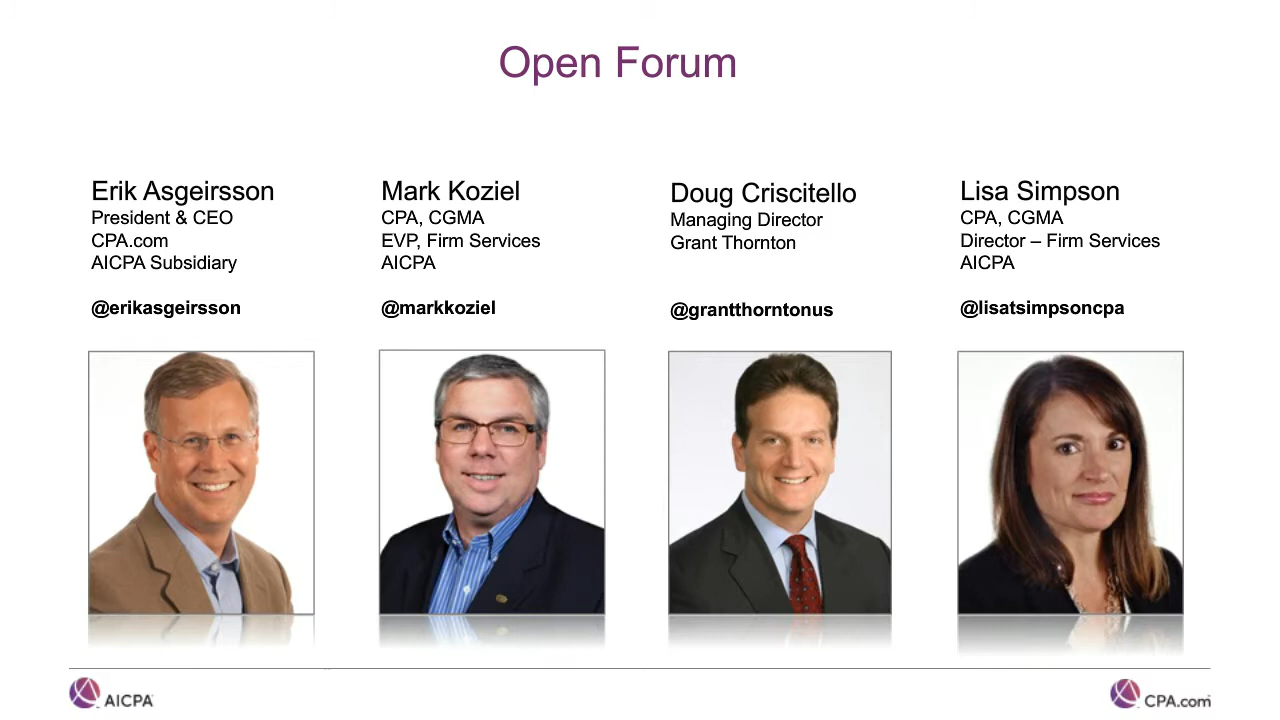 Open Forum
Erik Asgeirsson
President & CEO
CPA.com
AICPA Subsidiary
@erikasgeirsson
Mark Koziel
CPA, CGMA
EVP, Firm Services
AICPA
@markkoziel
Doug Criscitello
Managing Director
Grant Thornton
@grantthorntonus
Lisa Simpson
CPA, CGMA
Director – Firm Services
AICPA
@lisatsimpsoncpa
AICPA
CPA.com